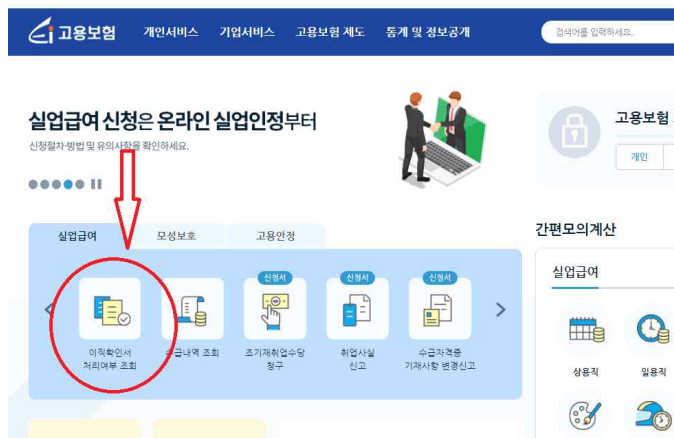 고용보험 개인서비스 기업서비스 고용보험 제도 통계 및 정보공개 검색어를 입력하세요.
실업급여 신청은 온라인 실업인정부터
신청절차·방법 및 유의사항을 확인하세요.
고용보험
개인
실업급여 모성보호 고용안정
신청서 신청서 신청서
이직확인서
처리여부 조회
수급내역 조회
조기재취업수당
청구
취업사실
신고
수급자격증
기재사항 변경신고
간편모의계산
실업급여
상용직 일용직